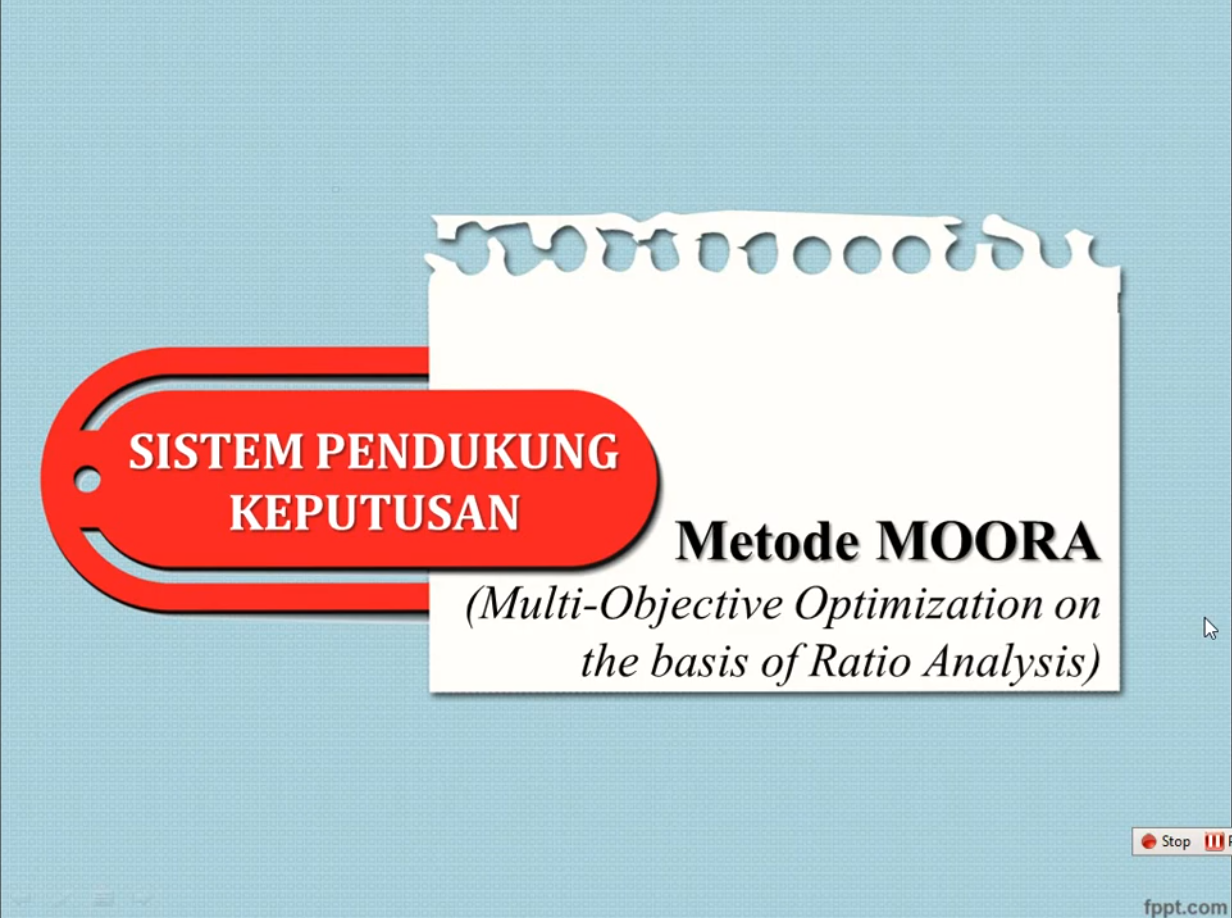 SISTEM PENDUKUNG
KEPUTUSAN
Metode MOORA
(Multi-Objective Optimization on
the basis of Ratio Analysis)
Stop
fppt.com